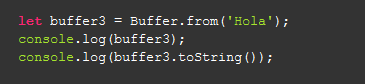 let buffer3 = Buffer.from('Hola');
console.log(buffer3);
console.log(buffer3.toString());